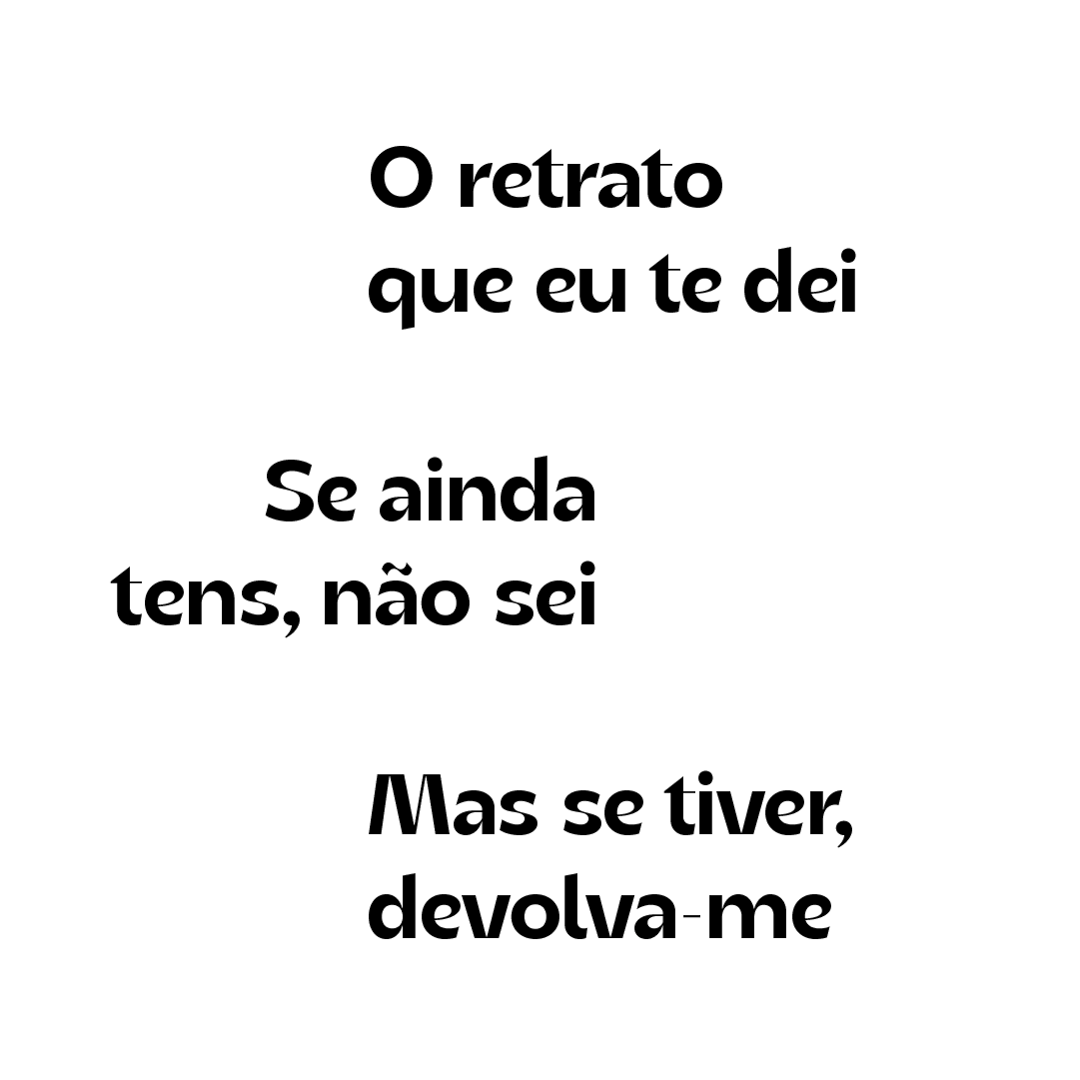 O retrato
que eu te dei
Se ainda
tens, não sei
Mas se tiver,
devolva-me